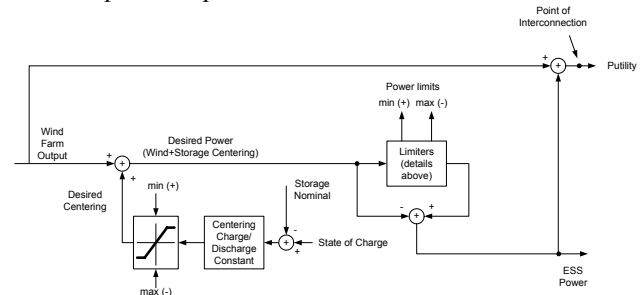 Point of
Interconnection
+
+
Putility
Power limits
min (+) max (-)
Wind
Farm
Output
Desired Power
(Wind+Storage Centering)
Limiters
(details
above)
+
+
+
Desired
Centering
min (+)
Storage
Nominal
-
+
+
Centering
Charge/
Discharge
Constant
-
+
+
State of Charge
ESS
Power
max (-)